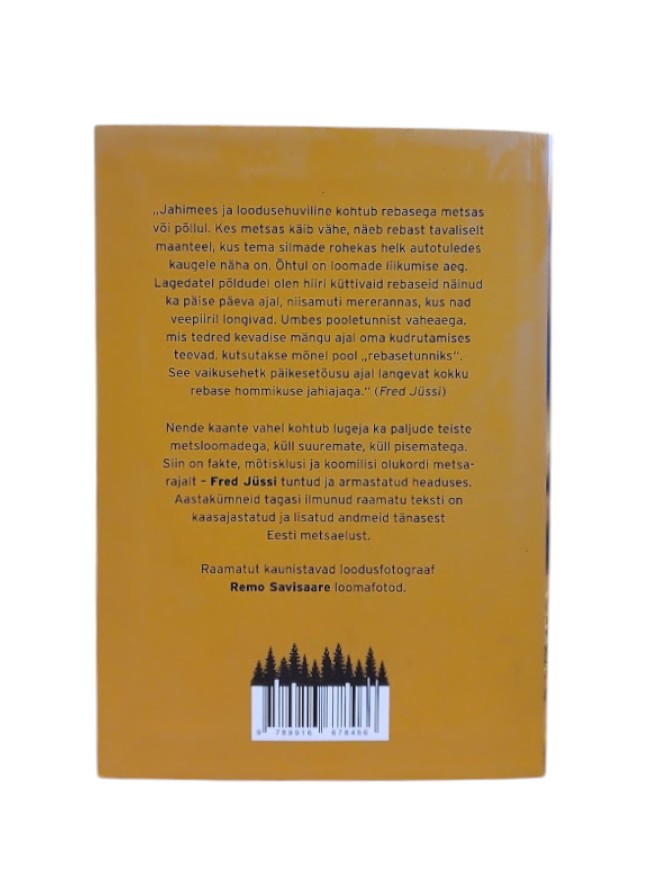 „Jahimees ja loodusehuviline kohtub rebasega metsas
või põllul. Kes metsas käib vähe, näeb rebast tavaliselt
maanteel, kus tema silmade rohekas helk autotuledes
kaugele näha on. Õhtul on loomade liikumise aeg.
Lagedatel põldudel olen hiiri küttivaid rebaseid näinud
ka päise päeva ajal, niisamuti mererannas, kus nad
veepiiril longivad. Umbes pooletunnist vaheaega,
mis tedred kevadise mängu ajal oma kudrutamises
teevad, kutsutakse mõnel pool „rebasetunniks“.
See vaikusehetk päikesetõusu ajal langevat kokku
rebase hommikuse jahiajaga.“ (Fred Jüssi)
Nende kaante vahel kohtub lugeja ka paljude teiste
metsloomadega, küll suuremate, küll pisematega.
Siin on fakte, mõtisklusi ja koomilisi olukordi metsa-
rajalt – Fred Jüssi tuntud ja armastatud headuses.
Aastakümneid tagasi ilmunud raamatu teksti on
kaasajastatud ja lisatud andmeid tänasest
Eesti metsaelust.
Raamatut kaunistavad loodusfotograaf
Remo Savisaare loomafotod.
9 789916 678466